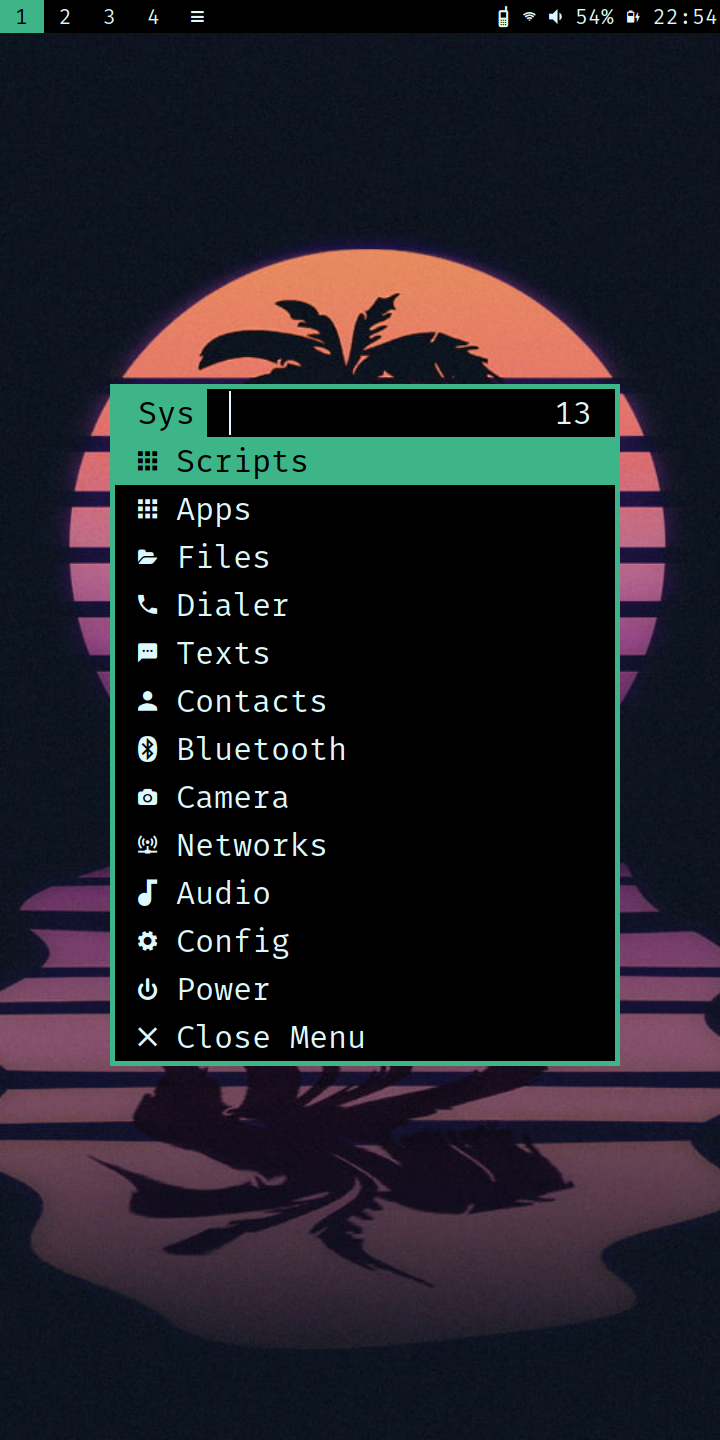 1 2 3 4 54% 22:54
Sys 13
Scripts
Apps
Files
Dialer
Texts
Contacts
Bluetooth
Camera
Networks
Audio
Config
Power
Close Menu